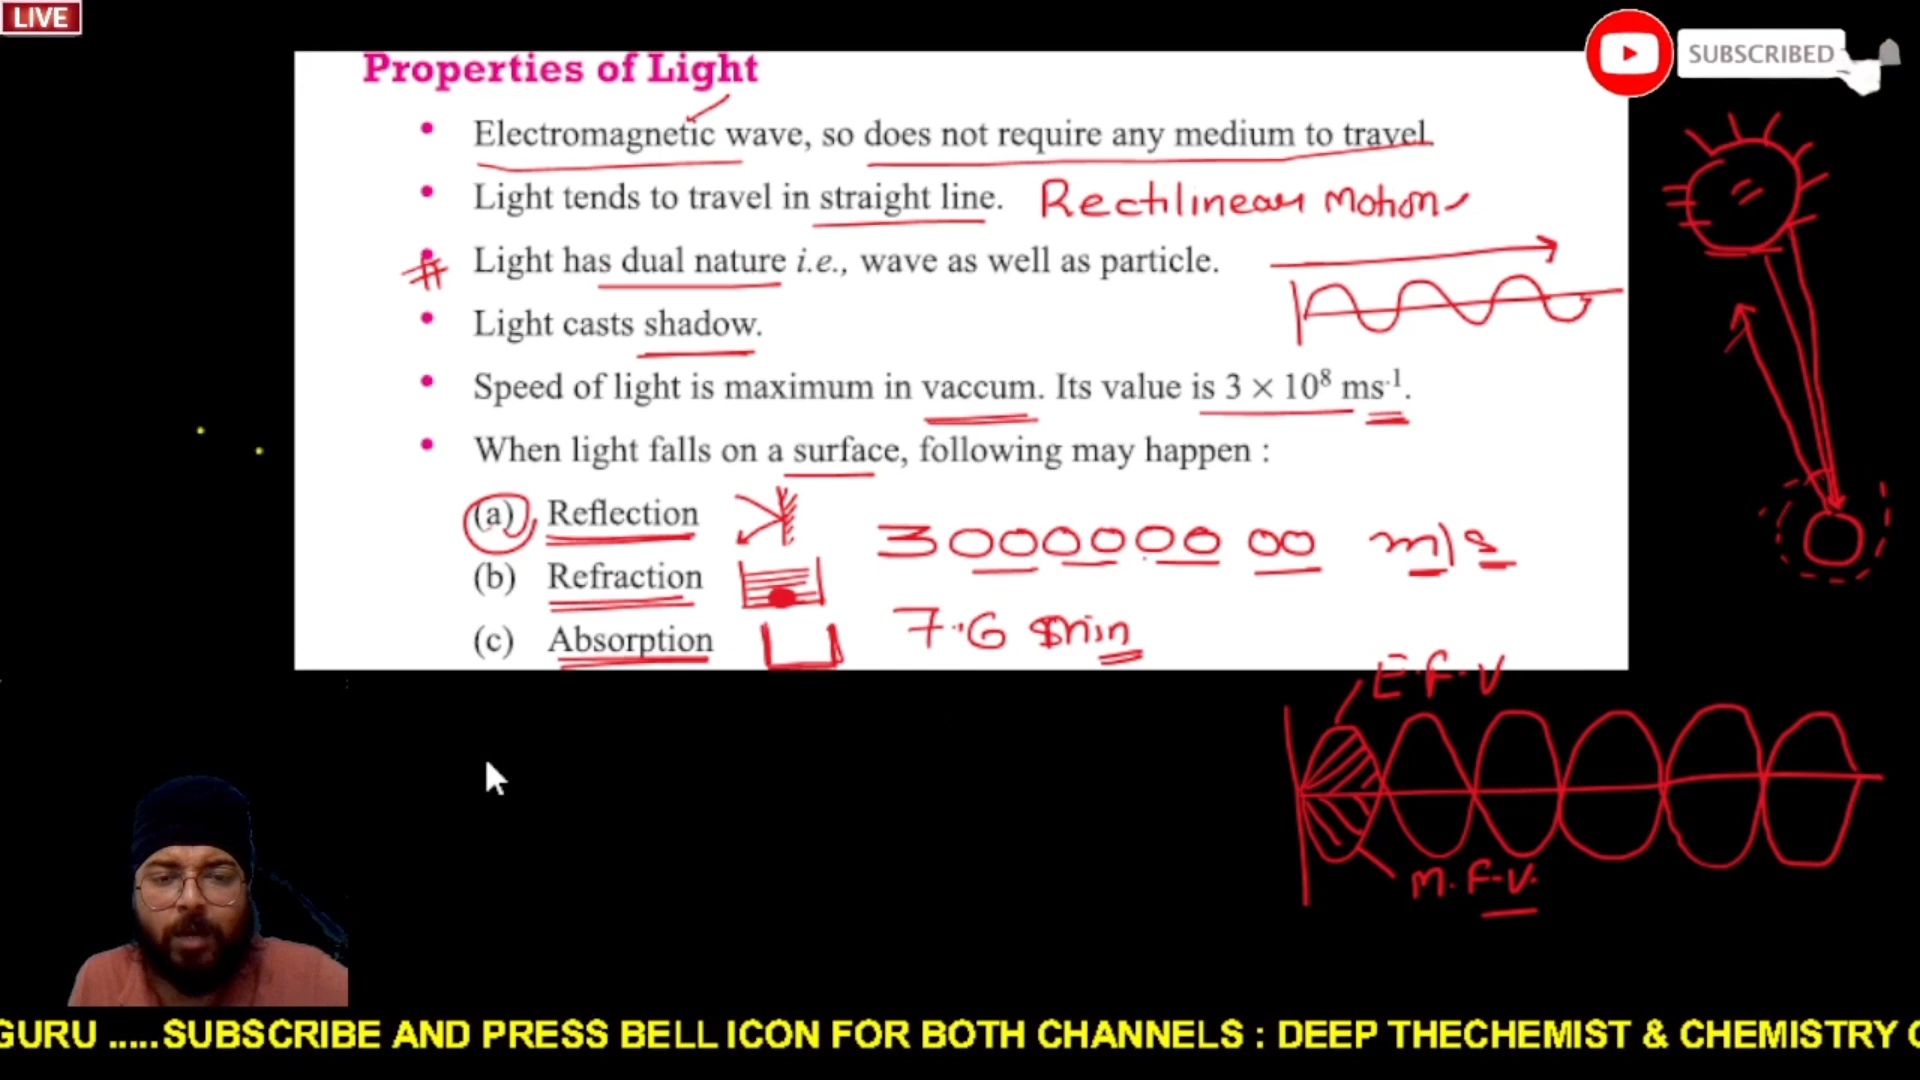 LIVE
SUBSCRIBED
Properties of Light
• Electromagnetic wave, so does not require any medium to travel.
• Light tends to travel in straight line. Rectilinear Motion
• Light has dual nature i.e., wave as well as particle.
• Light casts shadow.
• Speed of light is maximum in vaccum. Its value is 3 × 10⁸ ms⁻¹.
• When light falls on a surface, following may happen :
(a) Reflection
300000000 m/s
(b) Refraction
(c) Absorption
7.6 min
E.F.V
M.F.V.
GURU .....SUBSCRIBE AND PRESS BELL ICON FOR BOTH CHANNELS : DEEP THECHEMIST & CHEMISTRY